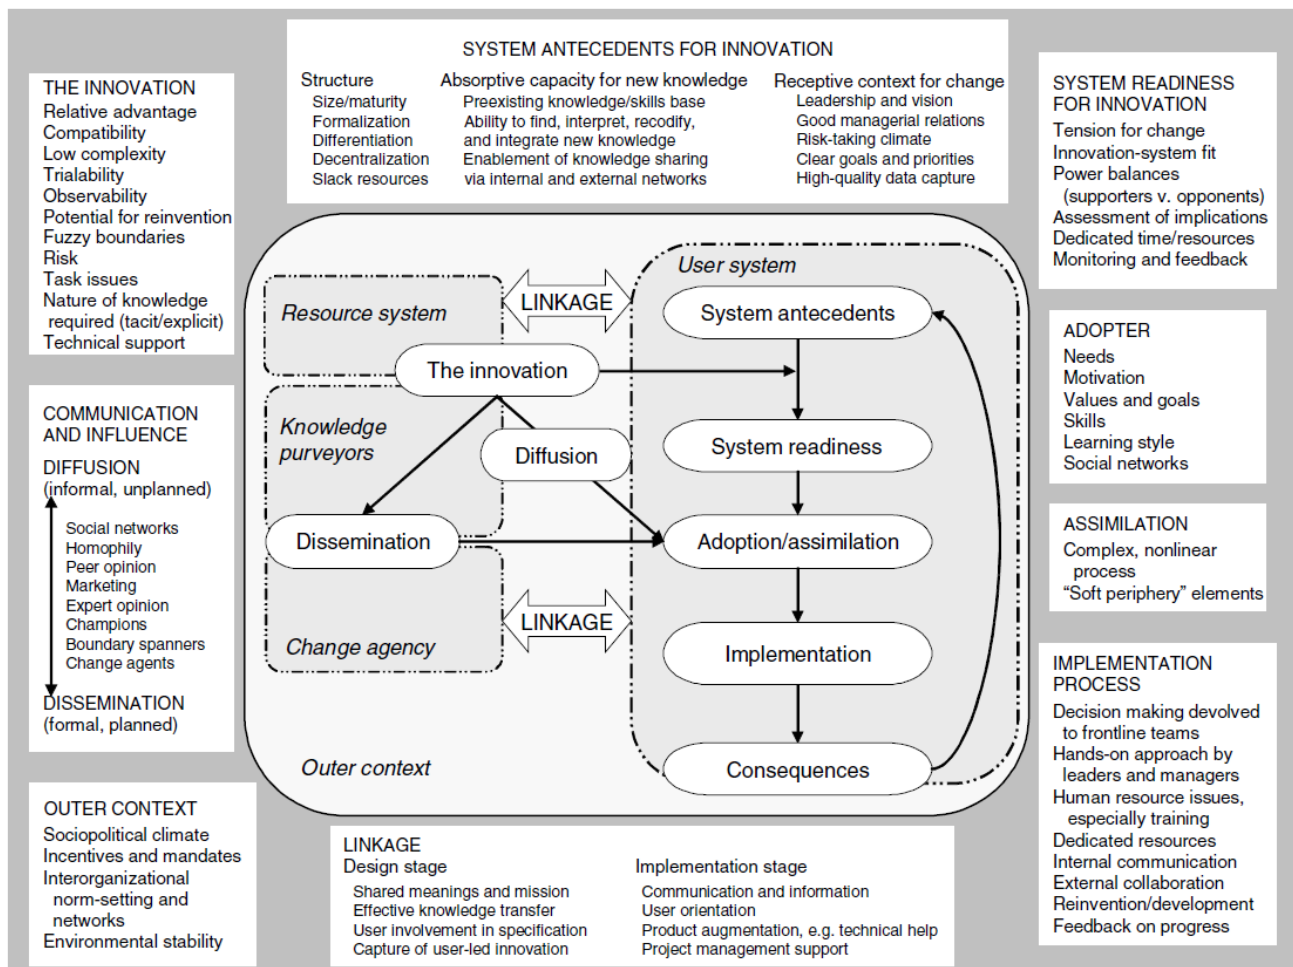 SYSTEM ANTECEDENTS FOR INNOVATION
Structure
Size/maturity
Formalization
Differentiation
Decentralization
Slack resources
Absorptive capacity for new knowledge
Preexisting knowledge/skills base
Ability to find, interpret, recodify,
and integrate new knowledge
Enablement of knowledge sharing
via internal and external networks
Receptive context for change
Leadership and vision
Good managerial relations
Risk-taking climate
Clear goals and priorities
High-quality data capture
THE INNOVATION
Relative advantage
Compatibility
Low complexity
Trialability
Observability
Potential for reinvention
Fuzzy boundaries
Risk
Task issues
Nature of knowledge
required (tacit/explicit)
Technical support
COMMUNICATION
AND INFLUENCE
DIFFUSION
(informal, unplanned)
Social networks
Homophily
Peer opinion
Marketing
Expert opinion
Champions
Boundary spanners
Change agents
DISSEMINATION
(formal, planned)
OUTER CONTEXT
Sociopolitical climate
Incentives and mandates
Interorganizational
norm-setting and
networks
Environmental stability
Resource system
LINKAGE
The innovation
Knowledge
purveyors
Diffusion
Dissemination
LINKAGE
Change agency
Outer context
User system
System antecedents
System readiness
Adoption/assimilation
Implementation
Consequences
LINKAGE
Design stage
Shared meanings and mission
Effective knowledge transfer
User involvement in specification
Capture of user-led innovation
Implementation stage
Communication and information
User orientation
Product augmentation, e.g. technical help
Project management support
SYSTEM READINESS
FOR INNOVATION
Tension for change
Innovation-system fit
Power balances
(supporters v. opponents)
Assessment of implications
Dedicated time/resources
Monitoring and feedback
ADOPTER
Needs
Motivation
Values and goals
Skills
Learning style
Social networks
ASSIMILATION
Complex, nonlinear
process
“Soft periphery” elements
IMPLEMENTATION
PROCESS
Decision making devolved
to frontline teams
Hands-on approach by
leaders and managers
Human resource issues,
especially training
Dedicated resources
Internal communication
External collaboration
Reinvention/development
Feedback on progress